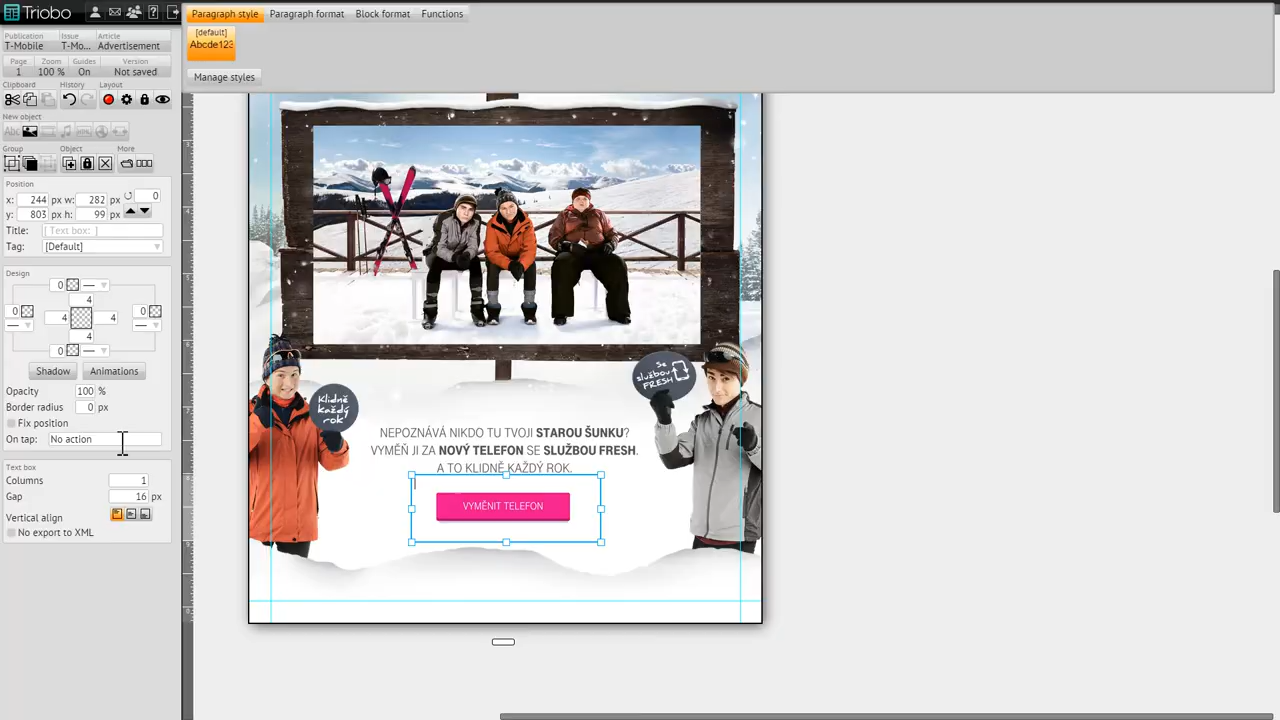 Triobo
Paragraph style
Paragraph format
Block format
Functions
[default]
Abcde123
Manage styles
Publication
Issue
Article
T-Mobile
T-Mo...
Advertisement
Page
Zoom
Guides
Version
1
100 %
On
Not saved
Clipboard
History
Layout
New object
Abc
HTML
Group
Object
More
Position
x: 244 px w: 282 px 0
y: 803 px h: 99 px
Title: [ Text box: ]
Tag: [Default]
Design
0
4
0 4 4 0
4
0
Shadow
Animations
Opacity 100 %
Border radius 0 px
Fix position
On tap: No action
Text box
Columns 1
Gap 16 px
Vertical align
No export to XML
Klidně
každý
rok
Se
službou
FRESH
NEPOZNÁVÁ NIKDO TU TVOJI STAROU ŠUNKU?
VYMĚŇ JI ZA NOVÝ TELEFON SE SLUŽBOU FRESH.
A TO KLIDNĚ KAŽDÝ ROK.
VYMĚNIT TELEFON